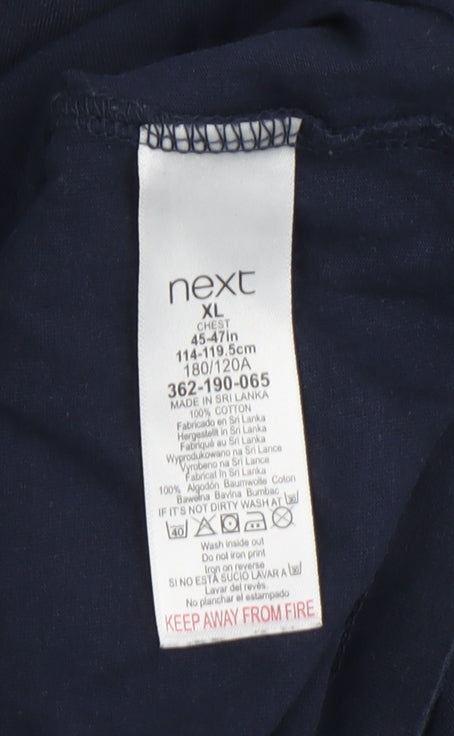 next
XL
CHEST
45-47in
114-119.5cm
180/120A
362-190-065
MADE IN SRI LANKA
100% COTTON
Fabricado en Sri Lanka
Hergestellt in Sri Lanka
Fabriqué au Sri Lanka
Wyprodukowano na Sri Lance
Vyrobeno na Sri Lance
Fabricat in Sri Lanka
100% Algodón Baumwolle Coton
Bawełna Bavlna Bumbac
IF IT'S NOT DIRTY WASH AT 30
40
Wash inside out
Do not iron print
Iron on reverse
SI NO ESTÁ SUCIO LAVAR A 30
Lavar del revés.
No planchar el estampado
KEEP AWAY FROM FIRE